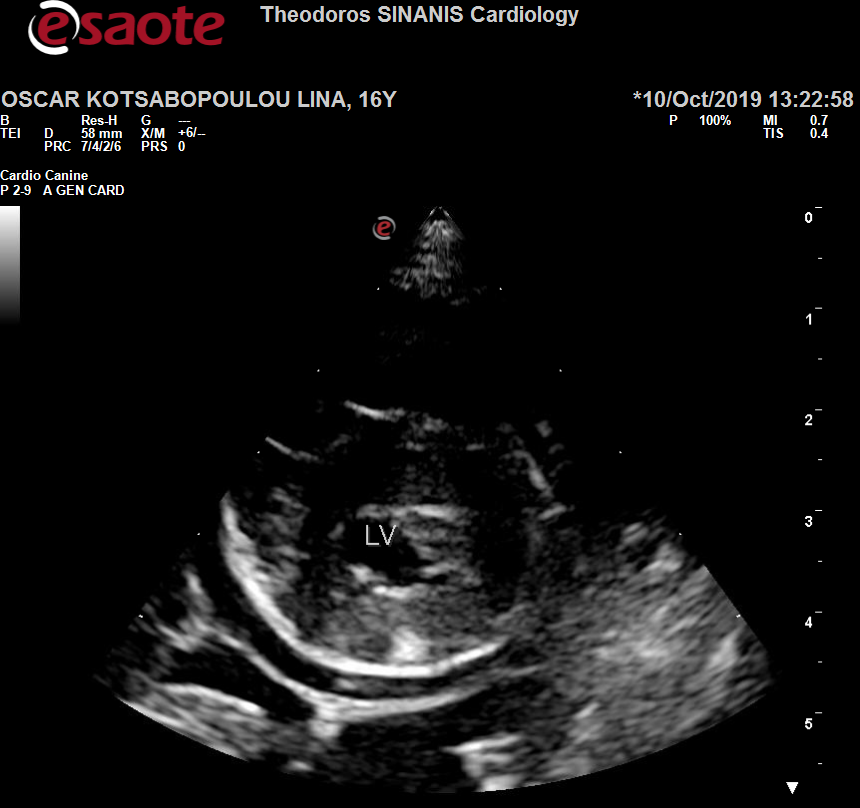 esaote
Theodoros SINANIS Cardiology
OSCAR KOTSABOPOULOU LINA, 16Y
*10/Oct/2019 13:22:58
B Res-H G ---
TEI D 58 mm X/M +6/--
PRC 7/4/2/6 PRS 0
P 100% MI 0.7
TIS 0.4
Cardio Canine
P 2-9 A GEN CARD
e
0
1
2
3
LV
4
5